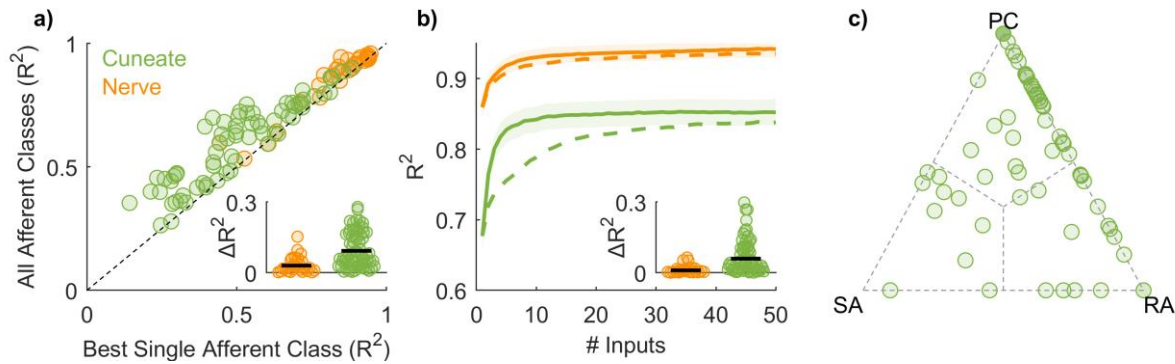 a)
Cuneate
Nerve
All Afferent Classes (R²)
1
0.5
0
0
0.5
1
Best Single Afferent Class (R²)
ΔR²
0.3
0
b)
R²
0.9
0.8
0.7
0.6
0
10
20
30
40
50
# Inputs
ΔR²
0.3
0
c)
PC
SA
RA